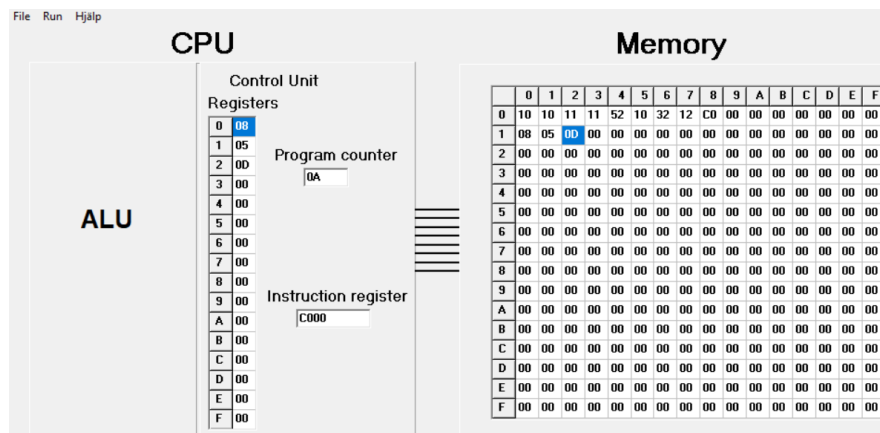 File Run Hjälp
CPU
Memory
Control Unit
Registers
0 08
1 05
2 0D
3 00
4 00
5 00
6 00
7 00
8 00
9 00
A 00
B 00
C 00
D 00
E 00
F 00
Program counter
0A
Instruction register
C000
ALU
0 1 2 3 4 5 6 7 8 9 A B C D E F
0 10 10 11 11 52 10 32 12 C0 00 00 00 00 00 00 00
1 08 05 0D 00 00 00 00 00 00 00 00 00 00 00 00 00
2 00 00 00 00 00 00 00 00 00 00 00 00 00 00 00 00
3 00 00 00 00 00 00 00 00 00 00 00 00 00 00 00 00
4 00 00 00 00 00 00 00 00 00 00 00 00 00 00 00 00
5 00 00 00 00 00 00 00 00 00 00 00 00 00 00 00 00
6 00 00 00 00 00 00 00 00 00 00 00 00 00 00 00 00
7 00 00 00 00 00 00 00 00 00 00 00 00 00 00 00 00
8 00 00 00 00 00 00 00 00 00 00 00 00 00 00 00 00
9 00 00 00 00 00 00 00 00 00 00 00 00 00 00 00 00
A 00 00 00 00 00 00 00 00 00 00 00 00 00 00 00 00
B 00 00 00 00 00 00 00 00 00 00 00 00 00 00 00 00
C 00 00 00 00 00 00 00 00 00 00 00 00 00 00 00 00
D 00 00 00 00 00 00 00 00 00 00 00 00 00 00 00 00
E 00 00 00 00 00 00 00 00 00 00 00 00 00 00 00 00
F 00 00 00 00 00 00 00 00 00 00 00 00 00 00 00 00